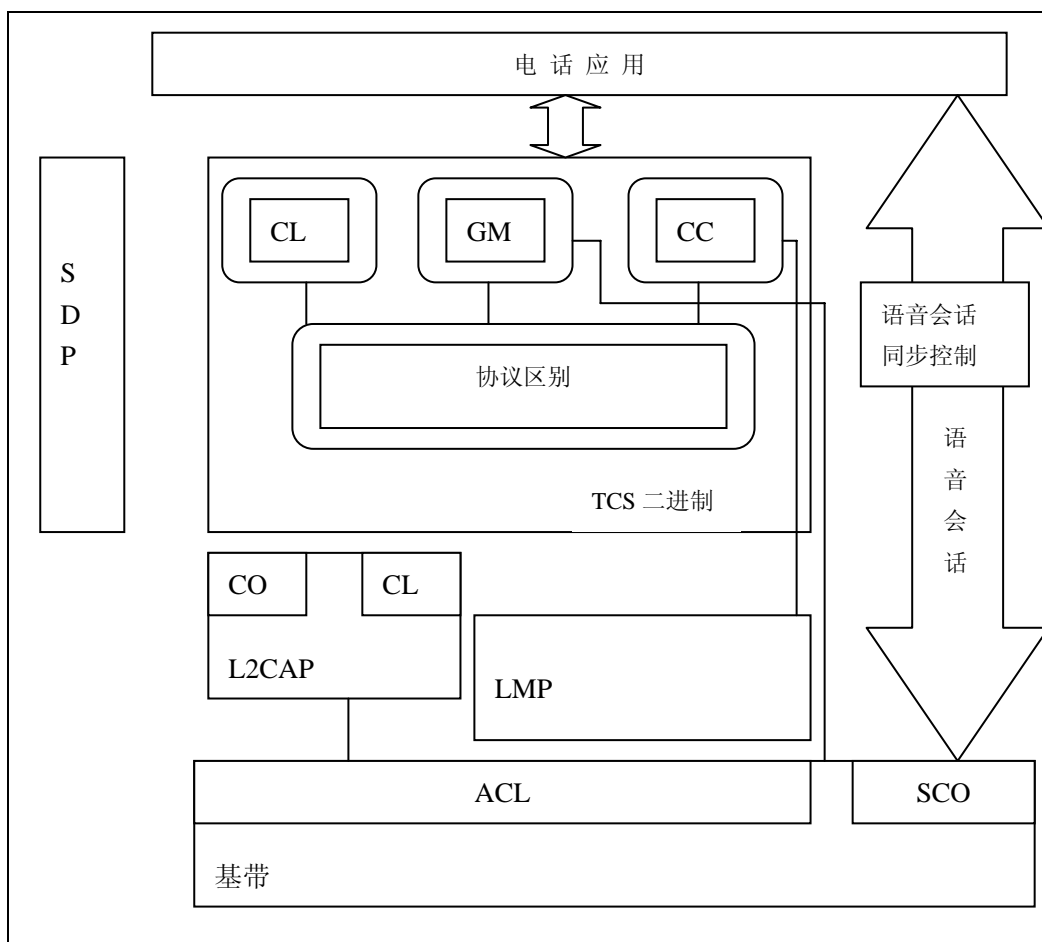 电 话 应 用
S
D
P
CL
GM
CC
协议区别
TCS 二进制
语音会话
同步控制
语
音
会
话
CO
CL
L2CAP
LMP
ACL
SCO
基带